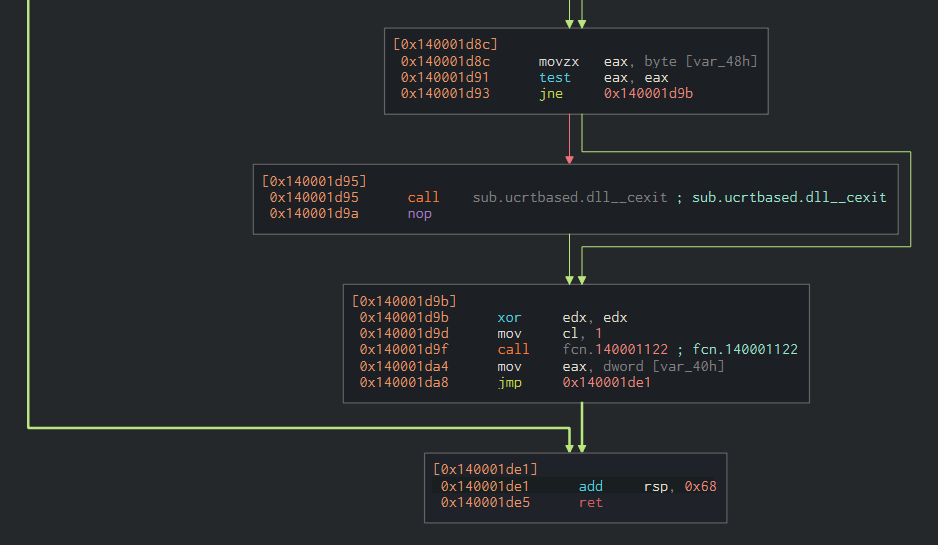 [0x140001d8c]
0x140001d8c movzx eax, byte [var_48h]
0x140001d91 test eax, eax
0x140001d93 jne 0x140001d9b
[0x140001d95]
0x140001d95 call sub.ucrtbased.dll__cexit ; sub.ucrtbased.dll__cexit
0x140001d9a nop
[0x140001d9b]
0x140001d9b xor edx, edx
0x140001d9d mov cl, 1
0x140001d9f call fcn.140001122 ; fcn.140001122
0x140001da4 mov eax, dword [var_40h]
0x140001da8 jmp 0x140001de1
[0x140001de1]
0x140001de1 add rsp, 0x68
0x140001de5 ret